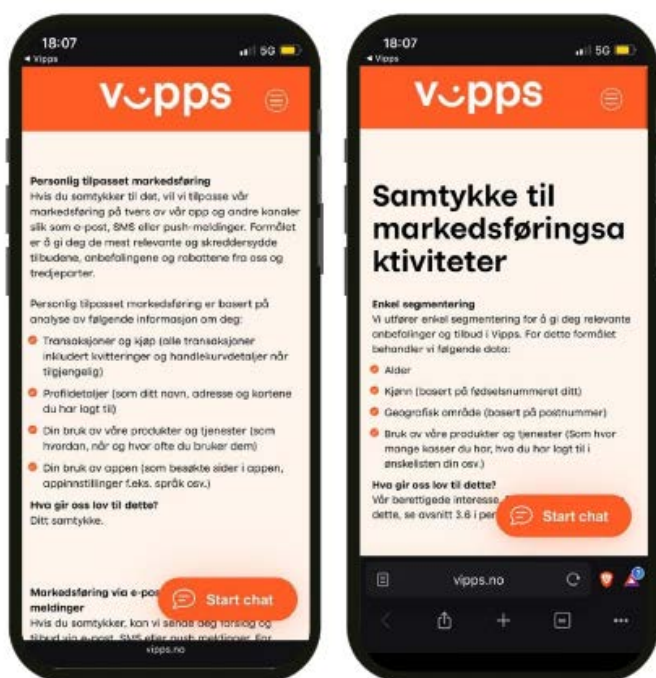 18:07
5G
Vipps
vipps
Personlig tilpasset markedsføring
Hvis du samtykker til det, vil vi tilpasse vår
markedsføring på tvers av vår app og andre kanaler
slik som e-post, SMS eller push-meldinger. Formålet
er å gi deg de mest relevante og skreddersydde
tilbudene, anbefalingene og rabattene fra oss og
tredjeparter.
Personlig tilpasset markedsføring er basert på
analyse av følgende informasjon om deg:
Transaksjoner og kjøp (alle transaksjoner
inkludert kvitteringer og handlekurvdetaljer når
tilgjengelig)
Profildetaljer (som ditt navn, adresse og kortene
du har lagt til)
Din bruk av våre produkter og tjenester (som
hvordan, når og hvor ofte du bruker dem)
Din bruk av appen (som besøkte sider i appen,
appinnstillinger f.eks. språk osv.)
Hva gir oss lov til dette?
Ditt samtykke.
Markedsføring via e-pos
meldinger
Start chat
Hvis du samtykker, kan vi sende deg forslag og
tilbud via e-post, SMS eller push meldinger. For
vipps.no
18:07
5G
Vipps
vipps
Samtykke til
markedsføringsa
ktiviteter
Enkel segmentering
Vi utfører enkel segmentering for å gi deg relevante
anbefalinger og tilbud i Vipps. For dette formålet
behandler vi følgende data:
Alder
Kjønn (basert på fødselsnummeret ditt)
Geografisk område (basert på postnummer)
Bruk av våre produkter og tjenester (Som hvor
mange kasser du har, hva du har lagt til i
ønskelisten din osv.)
Hva gir oss lov til dette?
Vår berettigede interesse.
dette, se avsnitt 3.6 i per
Start chat
vipps.no